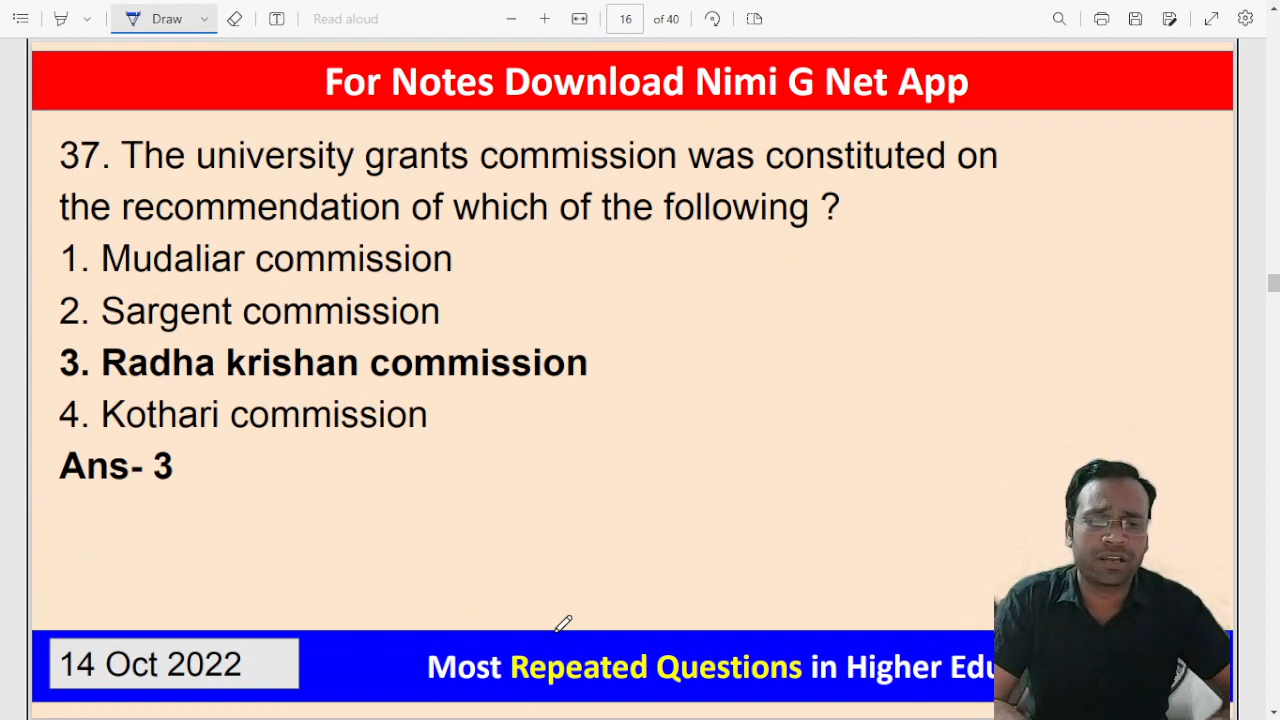 Draw
Read aloud
16
of 40
For Notes Download Nimi G Net App
37. The university grants commission was constituted on
the recommendation of which of the following ?
1. Mudaliar commission
2. Sargent commission
3. Radha krishan commission
4. Kothari commission
Ans- 3
14 Oct 2022
Most Repeated Questions in Higher Edu